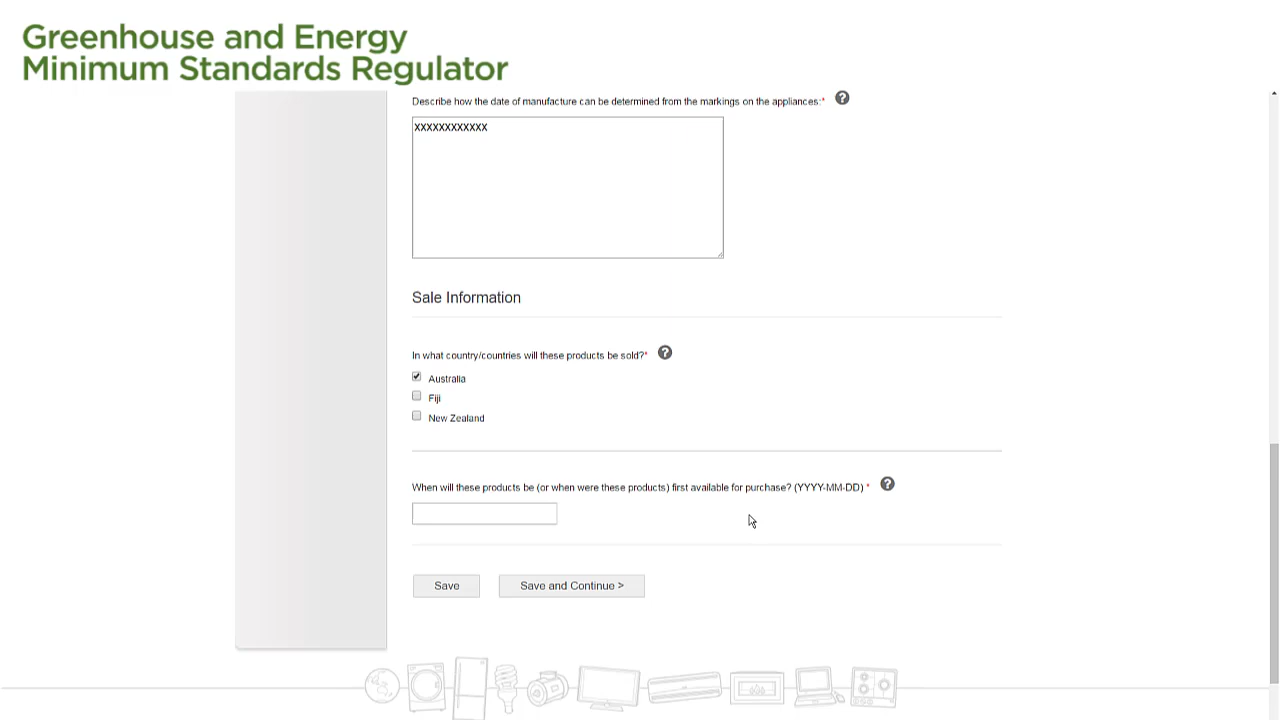 Greenhouse and Energy
Minimum Standards Regulator
Describe how the date of manufacture can be determined from the markings on the appliances:* ?
XXXXXXXXXXXX
Sale Information
In what country/countries will these products be sold?* ?
Australia
Fiji
New Zealand
When will these products be (or when were these products) first available for purchase? (YYYY-MM-DD) * ?
Save Save and Continue >